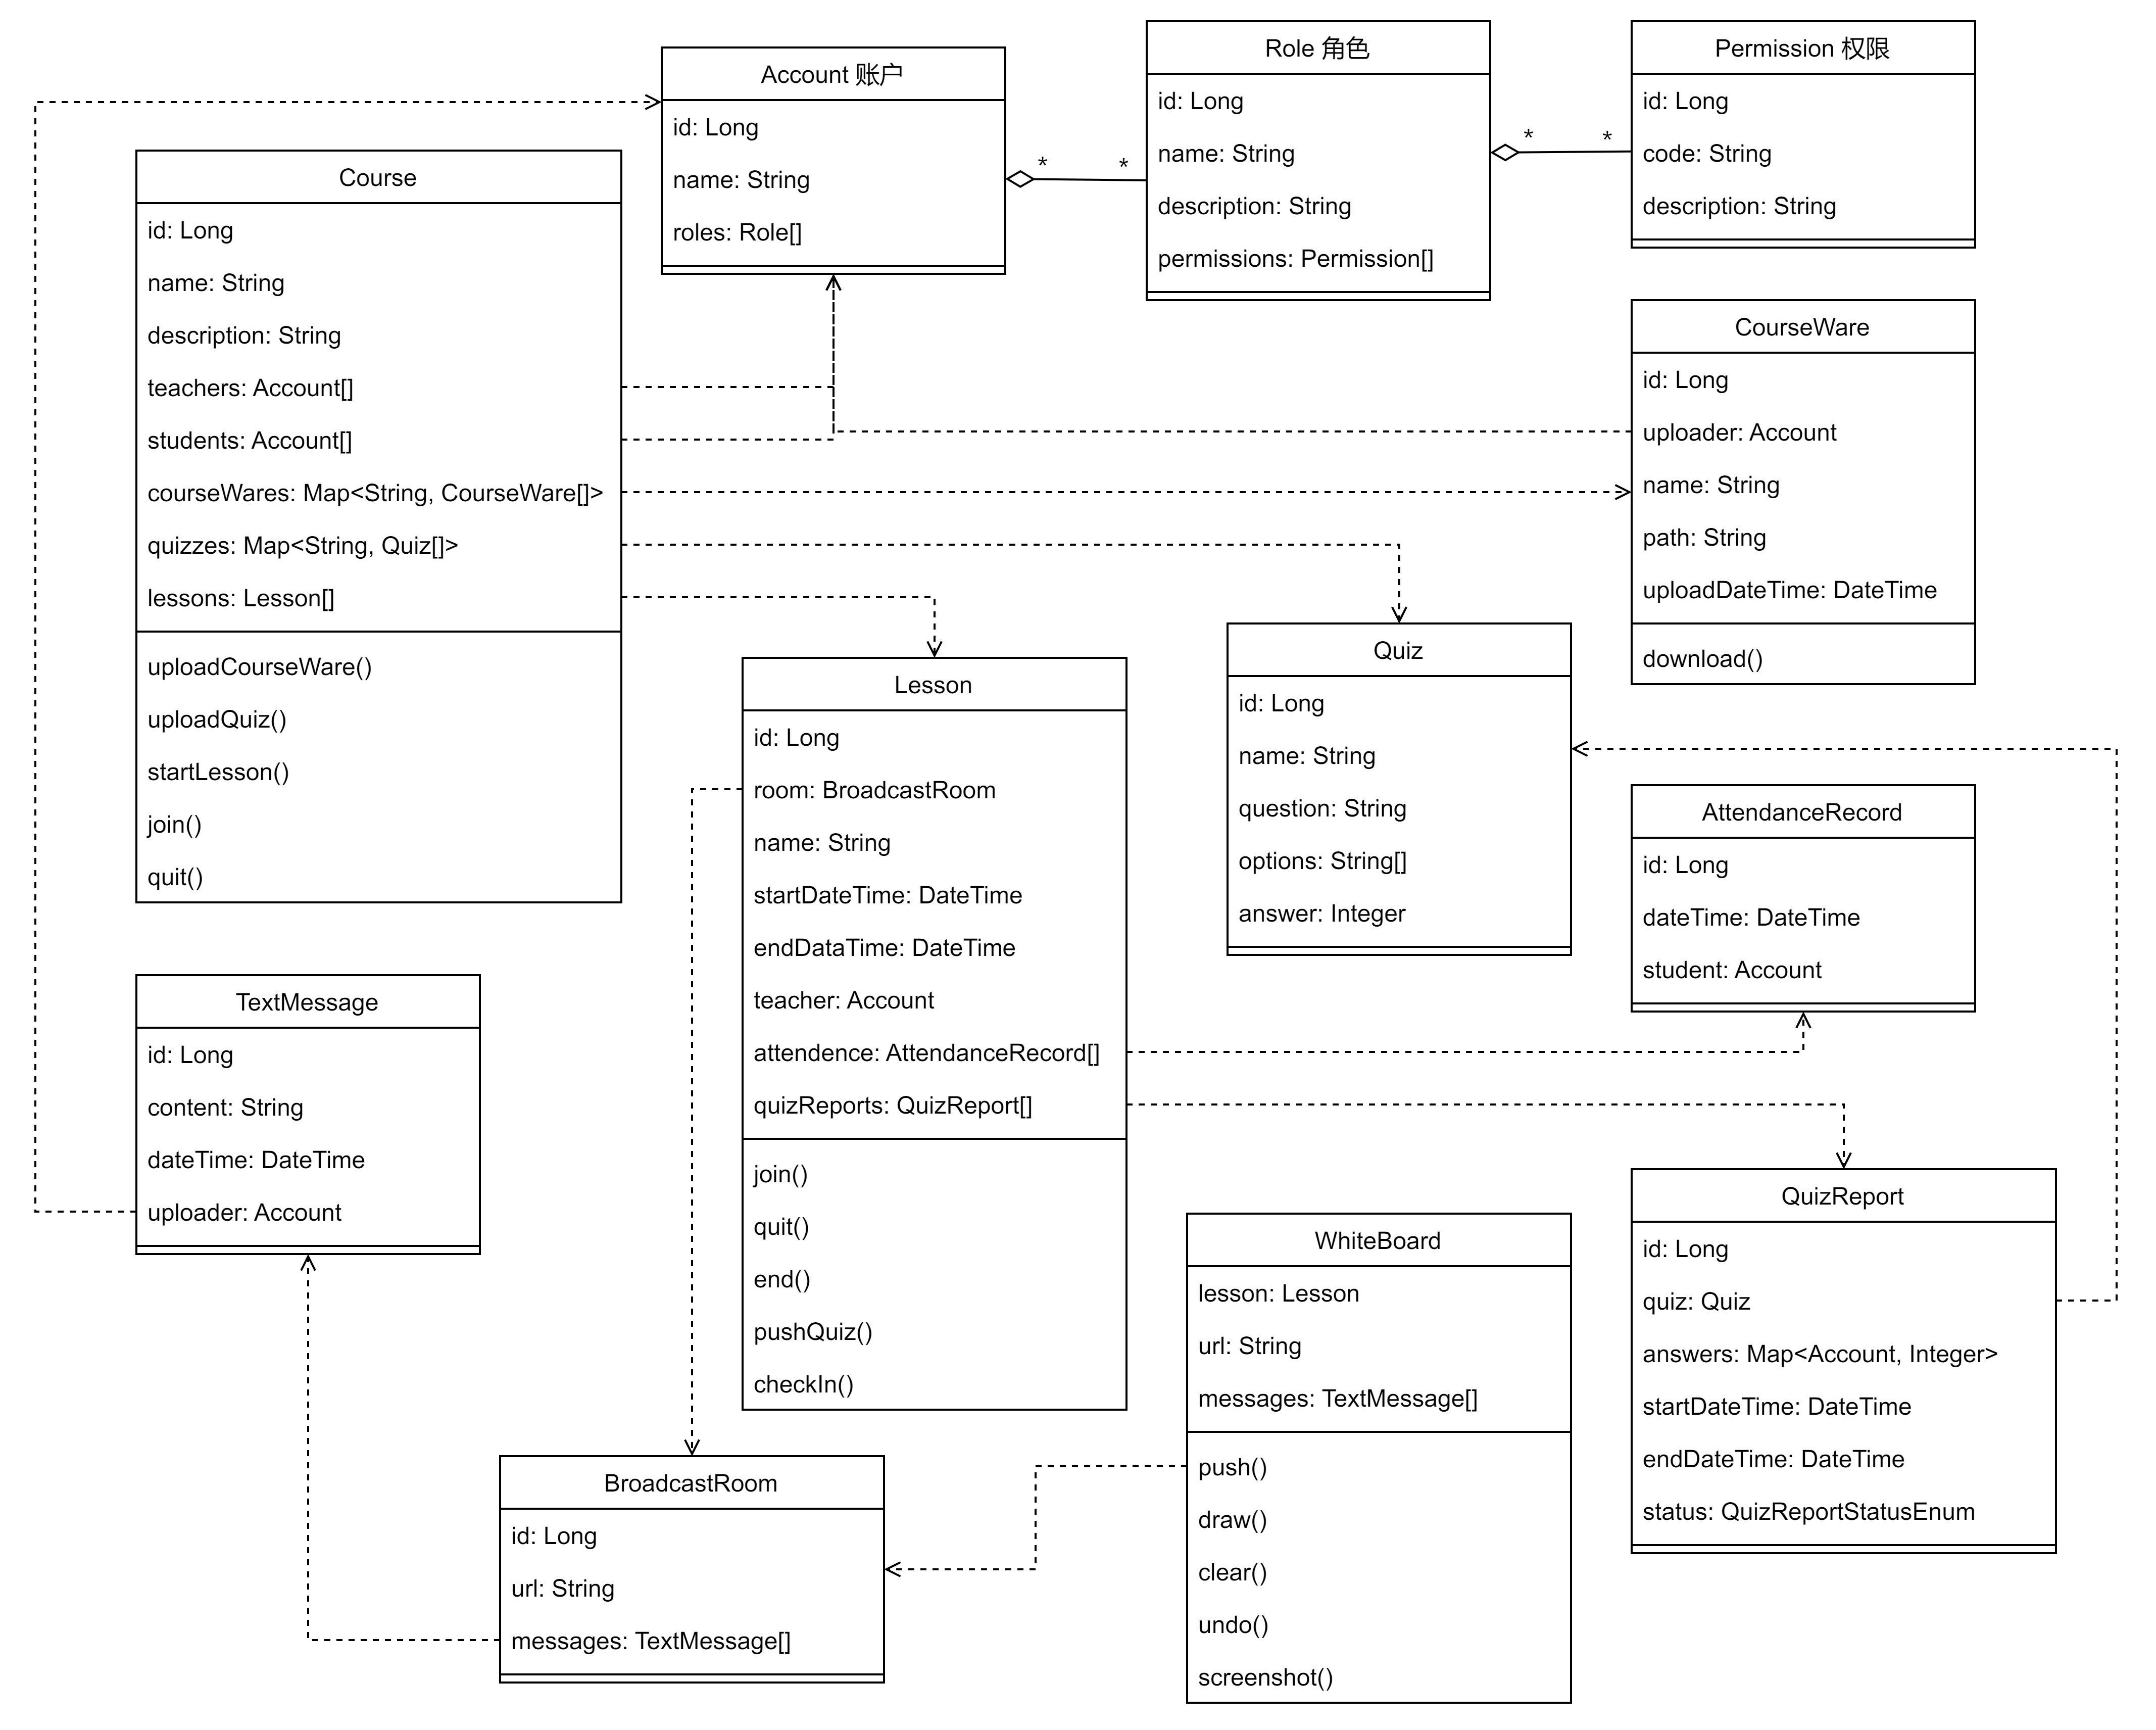 Account 账户
id: Long
name: String
roles: Role[]
*
*
Role 角色
id: Long
name: String
description: String
permissions: Permission[]
*
*
Permission 权限
id: Long
code: String
description: String
Course
id: Long
name: String
description: String
teachers: Account[]
students: Account[]
courseWares: Map<String, CourseWare[]>
quizzes: Map<String, Quiz[]>
lessons: Lesson[]
uploadCourseWare()
uploadQuiz()
startLesson()
join()
quit()
CourseWare
id: Long
uploader: Account
name: String
path: String
uploadDateTime: DateTime
download()
Quiz
id: Long
name: String
question: String
options: String[]
answer: Integer
Lesson
id: Long
room: BroadcastRoom
name: String
startDateTime: DateTime
endDataTime: DateTime
teacher: Account
attendence: AttendanceRecord[]
quizReports: QuizReport[]
join()
quit()
end()
pushQuiz()
checkIn()
AttendanceRecord
id: Long
dateTime: DateTime
student: Account
TextMessage
id: Long
content: String
dateTime: DateTime
uploader: Account
QuizReport
id: Long
quiz: Quiz
answers: Map<Account, Integer>
startDateTime: DateTime
endDateTime: DateTime
status: QuizReportStatusEnum
WhiteBoard
lesson: Lesson
url: String
messages: TextMessage[]
push()
draw()
clear()
undo()
screenshot()
BroadcastRoom
id: Long
url: String
messages: TextMessage[]